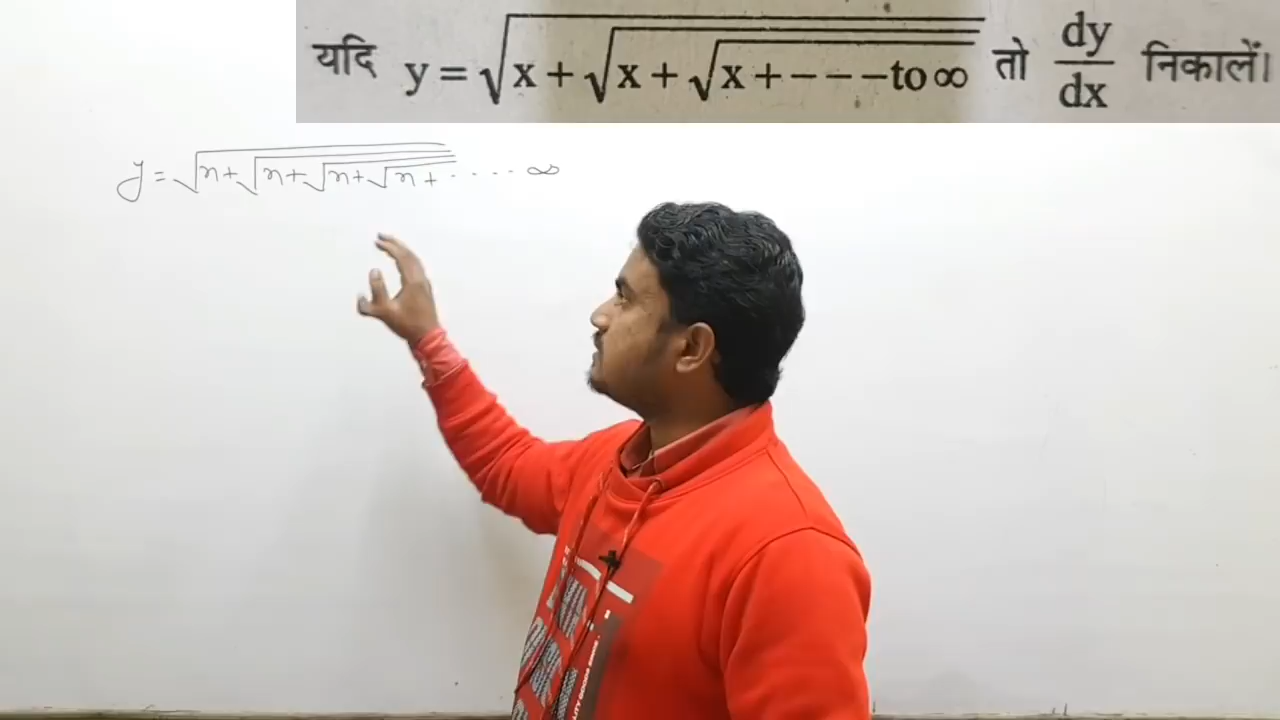 यदि y = √(x + √(x + √(x + - - - to ∞))) तो dy/dx निकालें।
y = √(x + √(x + √(x + √(x + ..... ∞